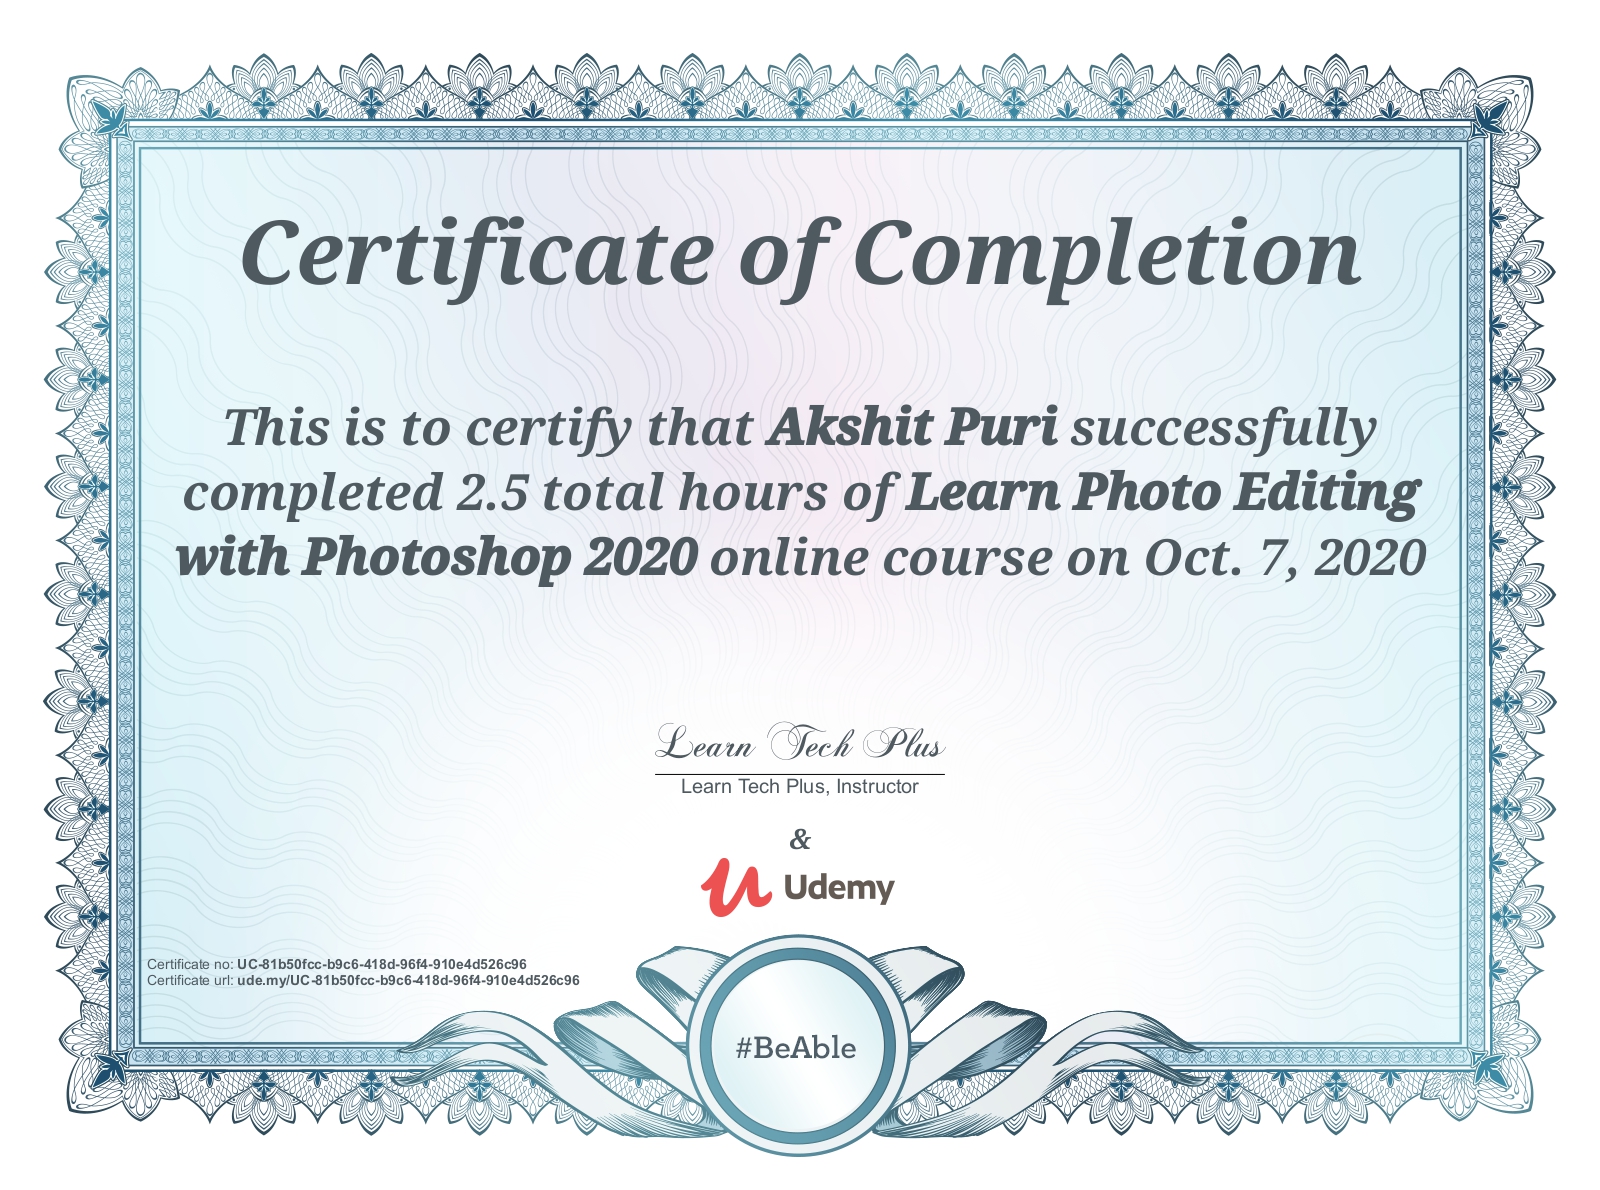 Certificate of Completion
This is to certify that Akshit Puri successfully
completed 2.5 total hours of Learn Photo Editing
with Photoshop 2020 online course on Oct. 7, 2020
Learn Tech Plus
Learn Tech Plus, Instructor
&
Udemy
Certificate no: UC-81b50fcc-b9c6-418d-96f4-910e4d526c96
Certificate url: ude.my/UC-81b50fcc-b9c6-418d-96f4-910e4d526c96
#BeAble